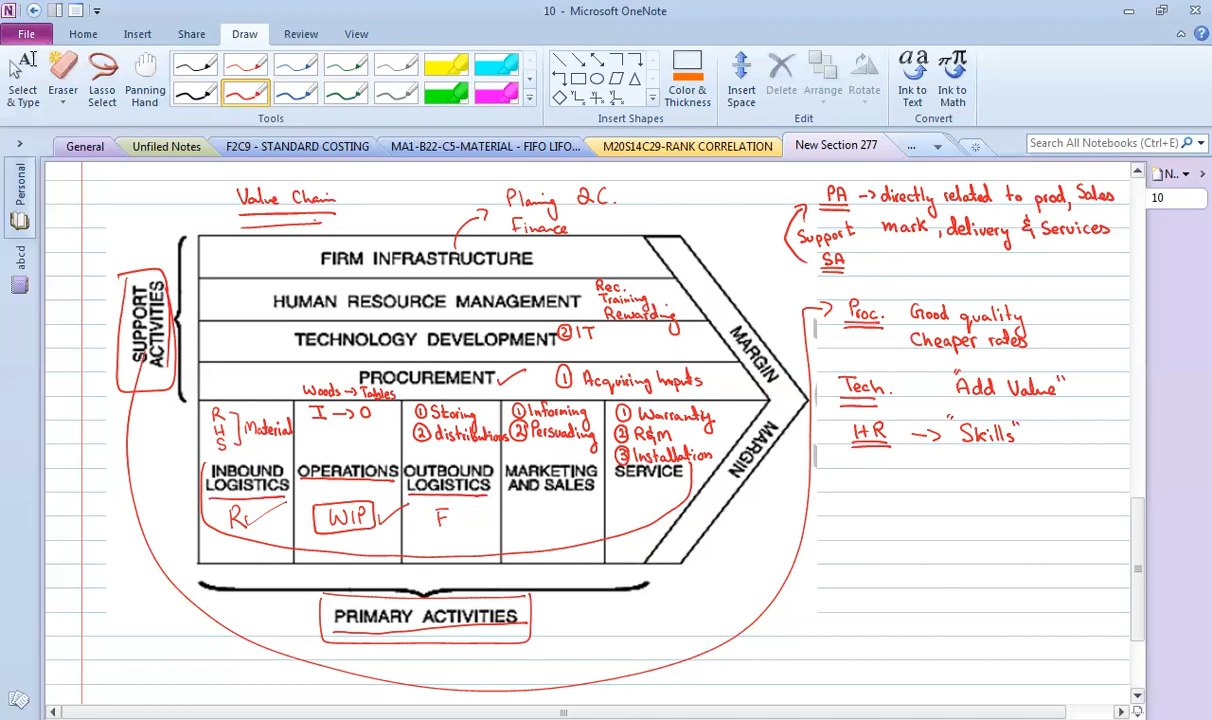 10 - Microsoft OneNote
File Home Insert Share Draw Review View
Select & Type
Eraser
Lasso Select
Panning Hand
Color & Thickness
Insert Space
Delete
Arrange
Rotate
Ink to Text
Ink to Math
Tools
Insert Shapes
Edit
Convert
General
Unfiled Notes
F2C9 - STANDARD COSTING
MA1-B22-C5-MATERIAL - FIFO LIFO...
M20S14C29-RANK CORRELATION
New Section 277
...
Search All Notebooks (Ctrl+E)
Personal
abcd
N..
10
Value Chain
Planing & C.
Finance
FIRM INFRASTRUCTURE
HUMAN RESOURCE MANAGEMENT
Rec.
Training
Rewarding
TECHNOLOGY DEVELOPMENT
② IT
PROCUREMENT
① Acquiring Inputs
SUPPORT ACTIVITIES
MARGIN
MARGIN
R
H
S
Material
INBOUND
LOGISTICS
Woods → Tables
I → O
OPERATIONS
WIP
① Storing
② distributions
OUTBOUND
LOGISTICS
F
① Informing
② Persuading
MARKETING
AND SALES
① Warranty
② R&M
③ Installation
SERVICE
PRIMARY ACTIVITIES
PA → directly related to prod, Sales
mark, delivery & Services
Support
SA
Proc. Good quality
Cheaper rates
Tech. "Add Value"
HR → "Skills"